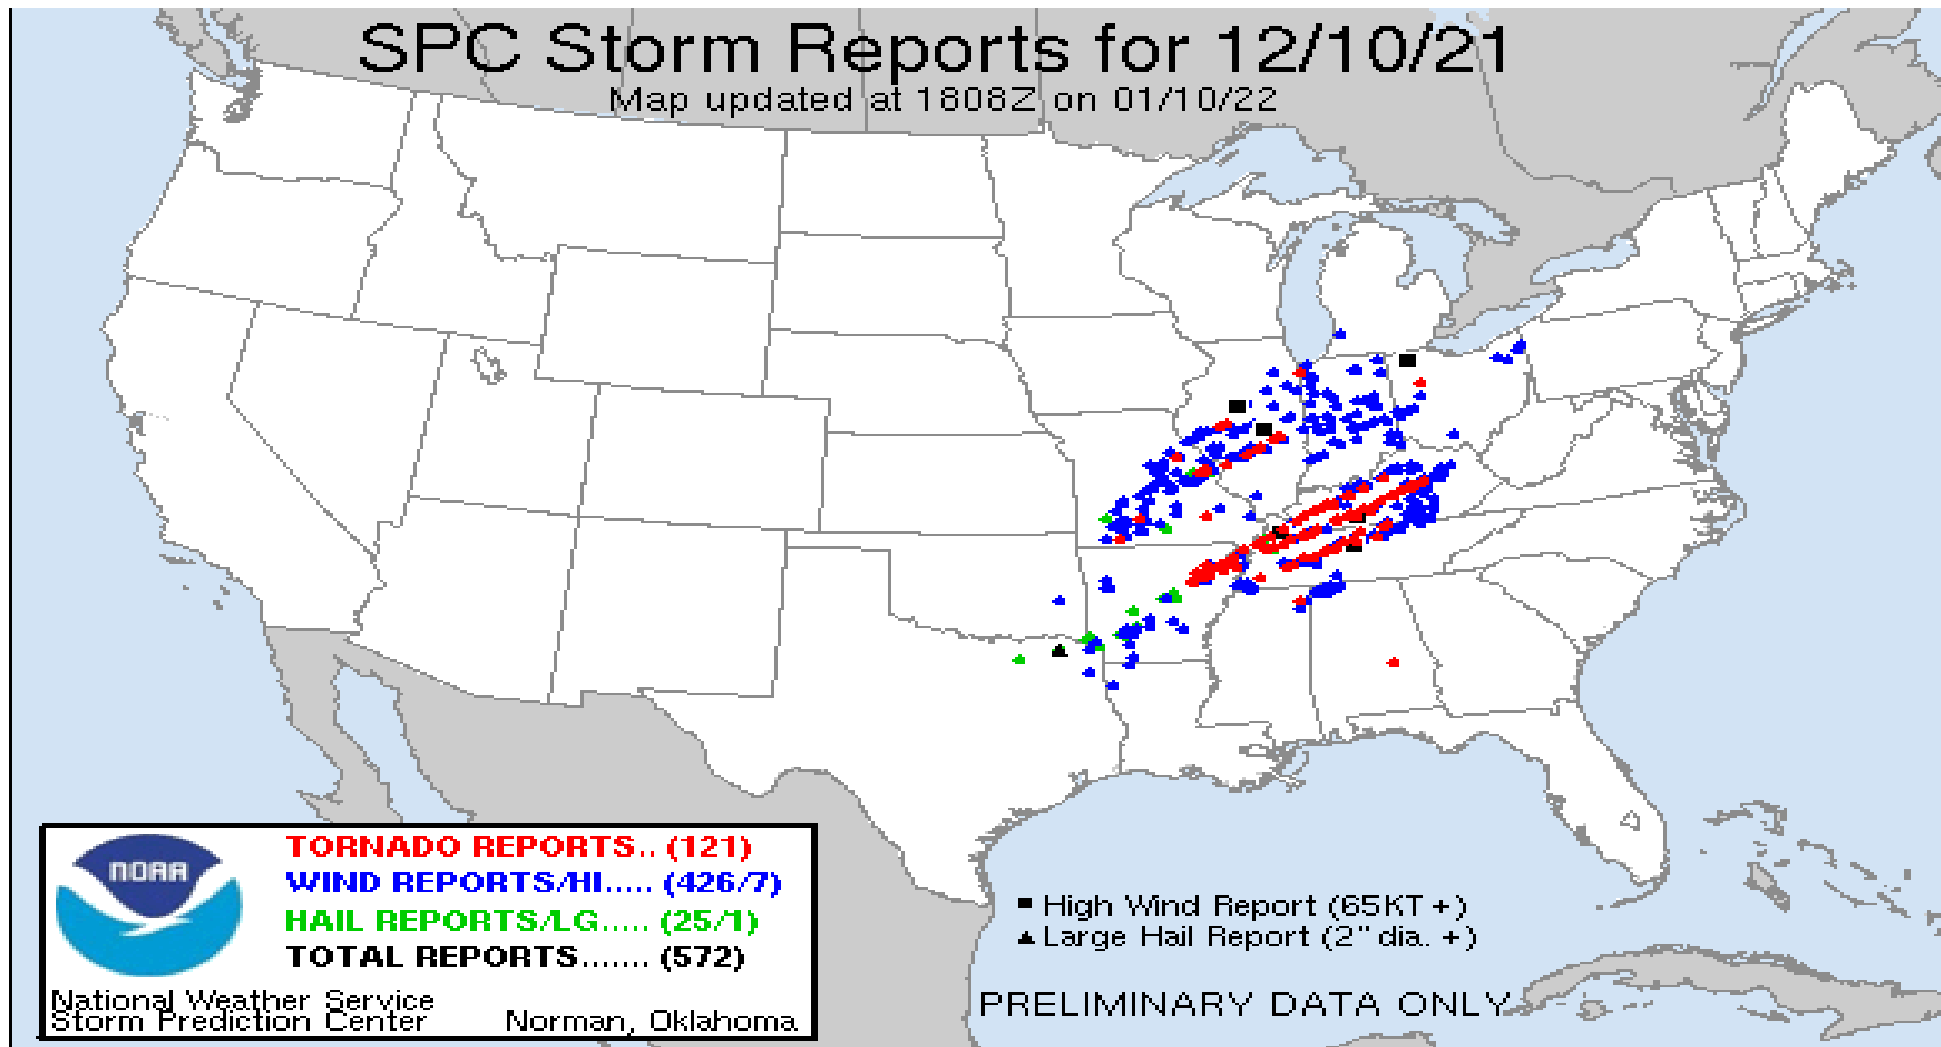 SPC Storm Reports for 12/10/21
Map updated at 1808Z on 01/10/22
NOAA
TORNADO REPORTS.. (121)
WIND REPORTS/HI..... (426/7)
HAIL REPORTS/LG..... (25/1)
TOTAL REPORTS....... (572)
National Weather Service
Storm Prediction Center Norman, Oklahoma
High Wind Report (65KT +)
Large Hail Report (2" dia. +)
PRELIMINARY DATA ONLY